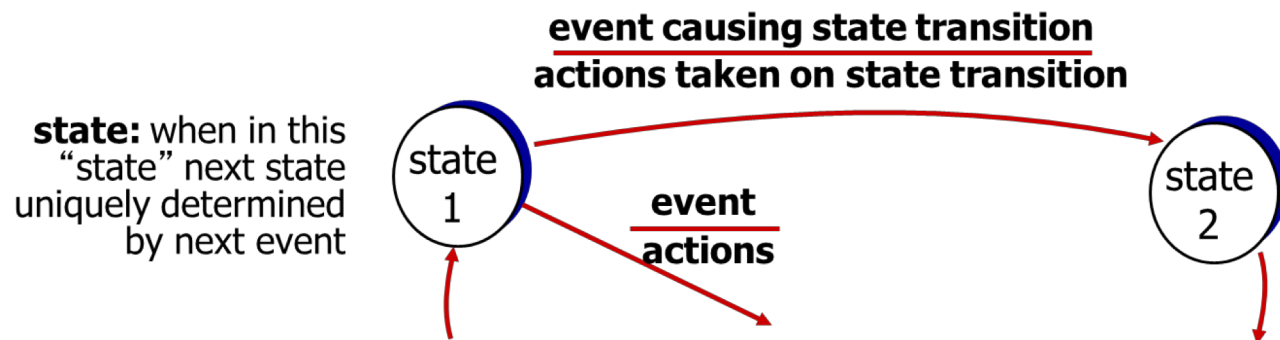 event causing state transition
actions taken on state transition
state: when in this
“state” next state
uniquely determined
by next event
state
1
event
actions
state
2